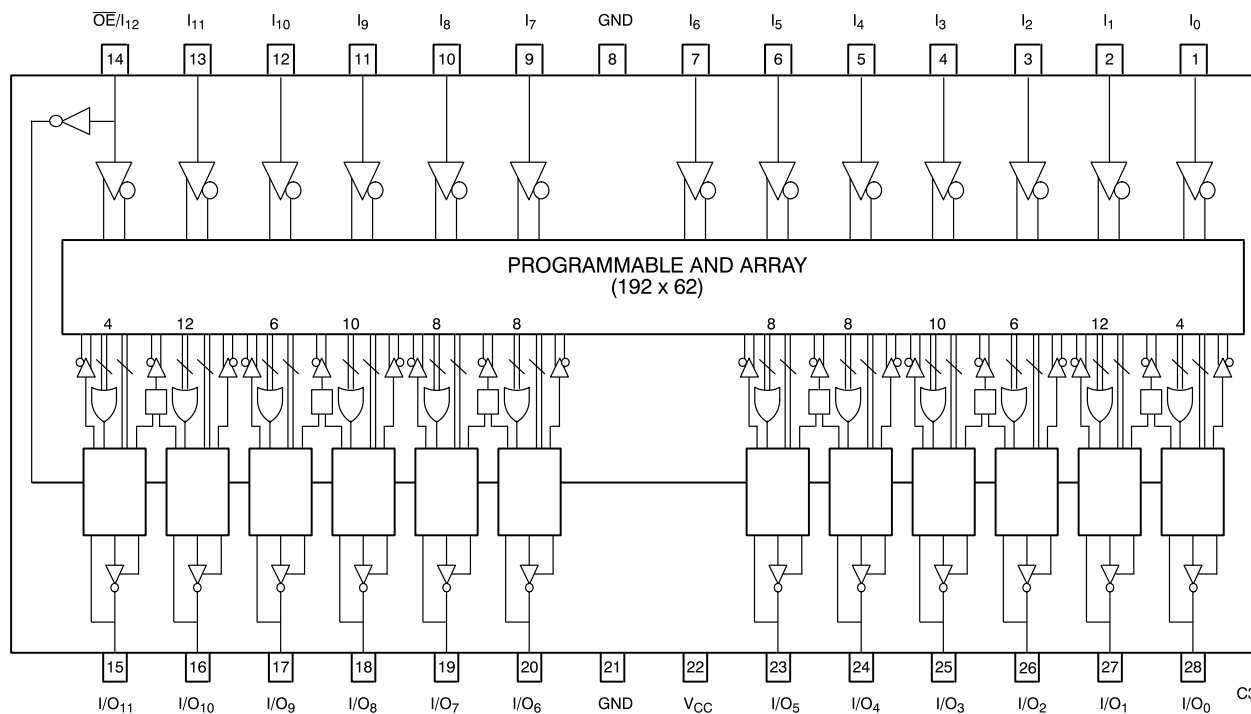 OE/I12 I11 I10 I9 I8 I7 GND I6 I5 I4 I3 I2 I1 I0
14 13 12 11 10 9 8 7 6 5 4 3 2 1
PROGRAMMABLE AND ARRAY
(192 x 62)
4 12 6 10 8 8 8 8 10 6 12 4
15 16 17 18 19 20 21 22 23 24 25 26 27 28
I/O11 I/O10 I/O9 I/O8 I/O7 I/O6 GND VCC I/O5 I/O4 I/O3 I/O2 I/O1 I/O0